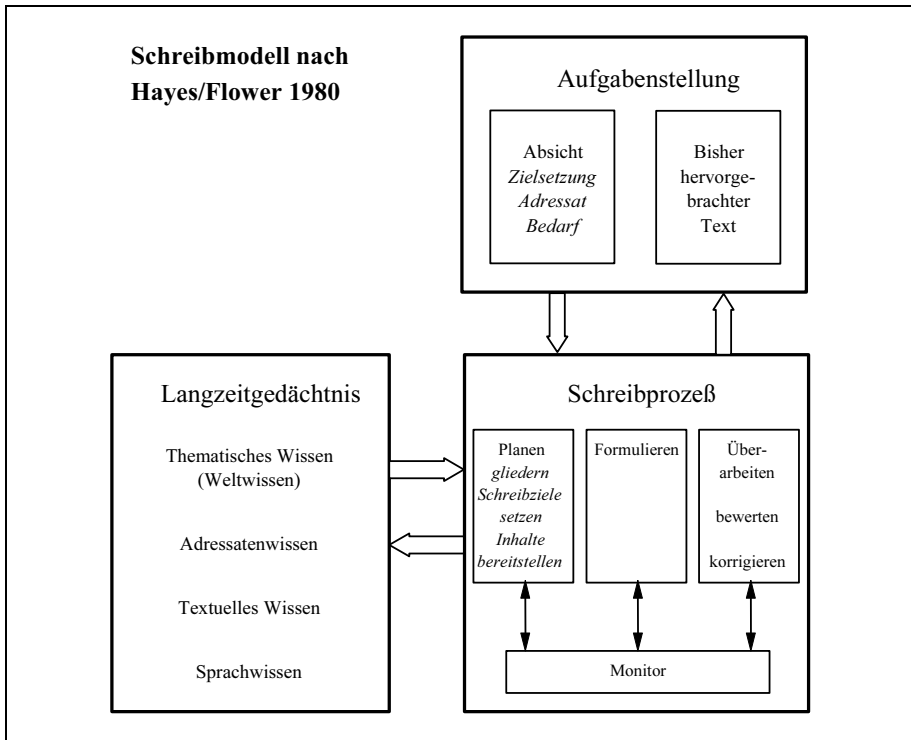 Schreibmodell nach
Hayes/Flower 1980
Aufgabenstellung
Absicht
Zielsetzung
Adressat
Bedarf
Bisher
hervorge-
brachter
Text
Langzeitgedächtnis
Thematisches Wissen
(Weltwissen)
Adressatenwissen
Textuelles Wissen
Sprachwissen
Schreibprozeß
Planen
gliedern
Schreibziele
setzen
Inhalte
bereitstellen
Formulieren
Über-
arbeiten
bewerten
korrigieren
Monitor